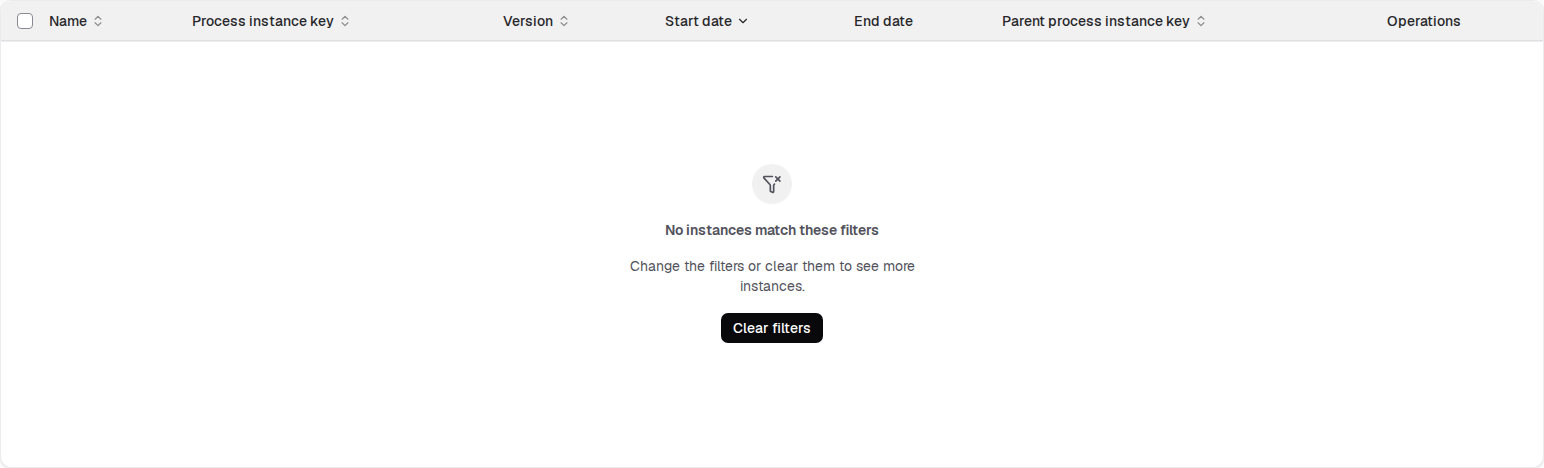 Name Process instance key Version Start date End date Parent process instance key Operations
No instances match these filters
Change the filters or clear them to see more
instances.
Clear filters